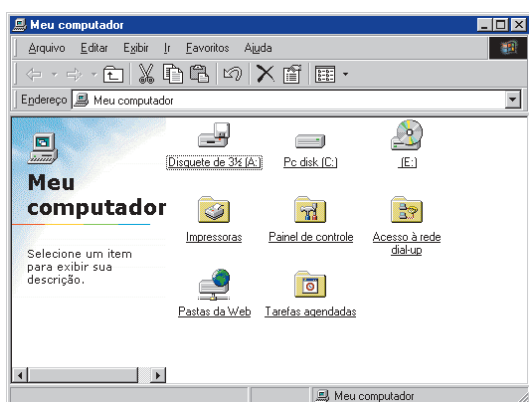 Meu computador
Arquivo Editar Exibir Ir Favoritos Ajuda
Endereço Meu computador
Meu
computador
Selecione um item
para exibir sua
descrição.
Disquete de 3½ (A:) Pc disk (C:) (E:)
Impressoras Painel de controle Acesso à rede
dial-up
Pastas da Web Tarefas agendadas
Meu computador